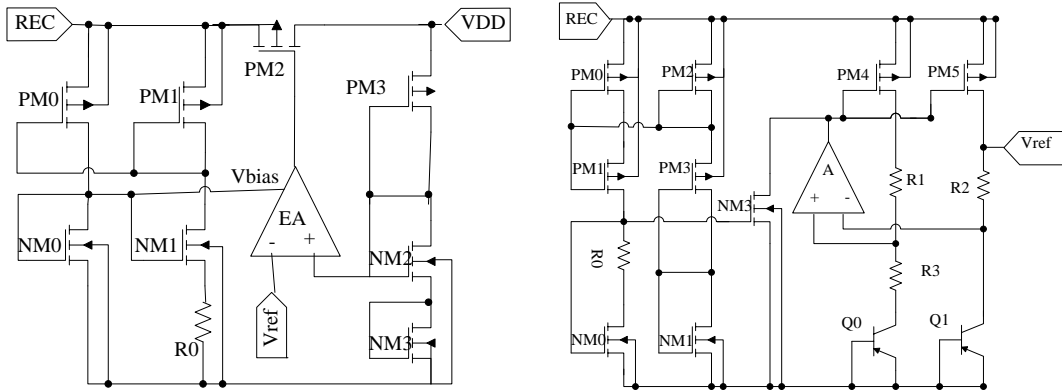 REC
VDD
PM2
PM0
PM1
PM3
Vbias
EA
- +
NM0
NM1
NM2
R0
Vref
NM3
REC
PM0
PM2
PM4
PM5
Vref
A
PM1
PM3
R1
R2
NM3
+ -
R0
R3
Q0
Q1
NM0
NM1